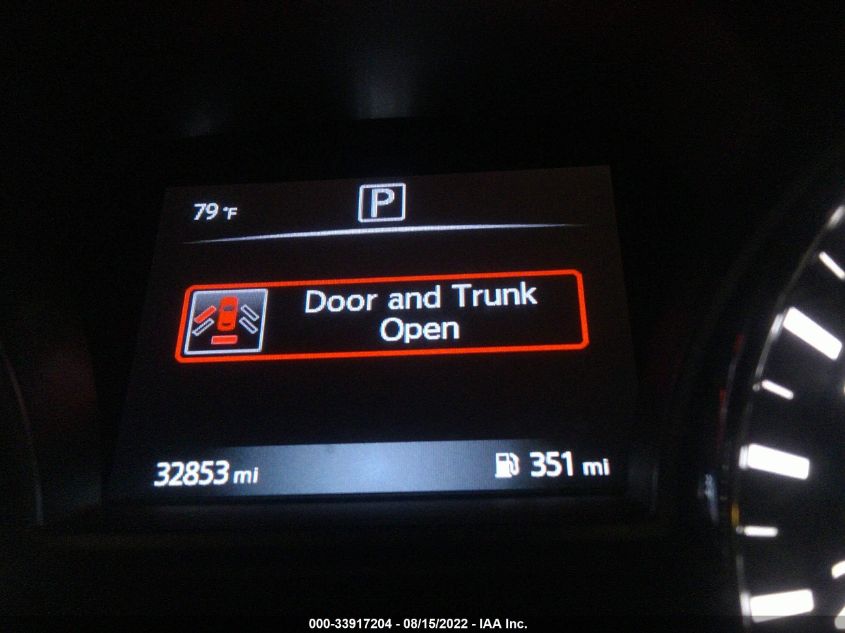 79 °F
P
Door and Trunk
Open
32853 mi
351 mi
000-33917204 - 08/15/2022 - IAA Inc.